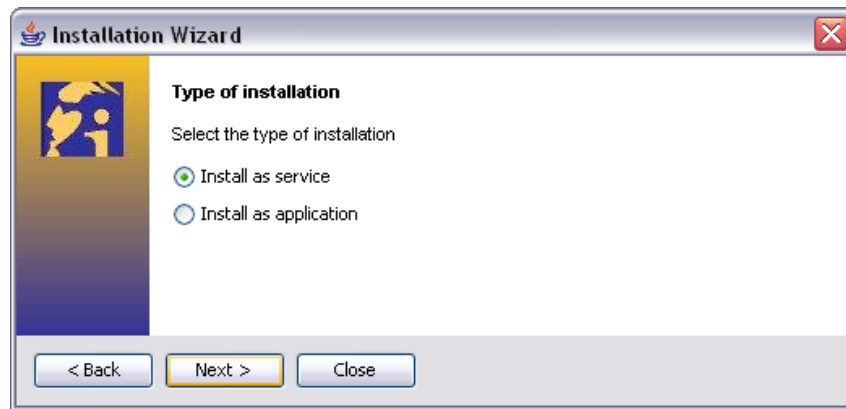 Installation Wizard
Type of installation
Select the type of installation
Install as service
Install as application
< Back Next > Close